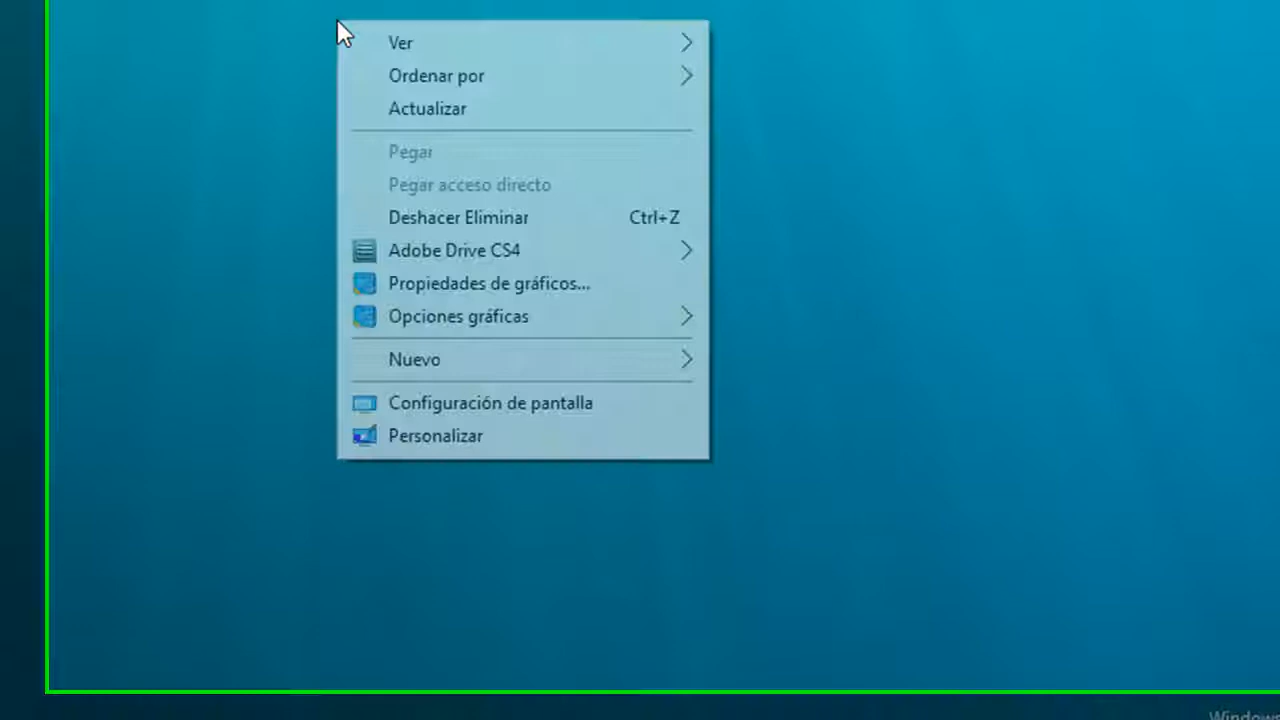 Ver
Ordenar por
Actualizar
Pegar
Pegar acceso directo
Deshacer Eliminar Ctrl+Z
Adobe Drive CS4
Propiedades de gráficos...
Opciones gráficas
Nuevo
Configuración de pantalla
Personalizar